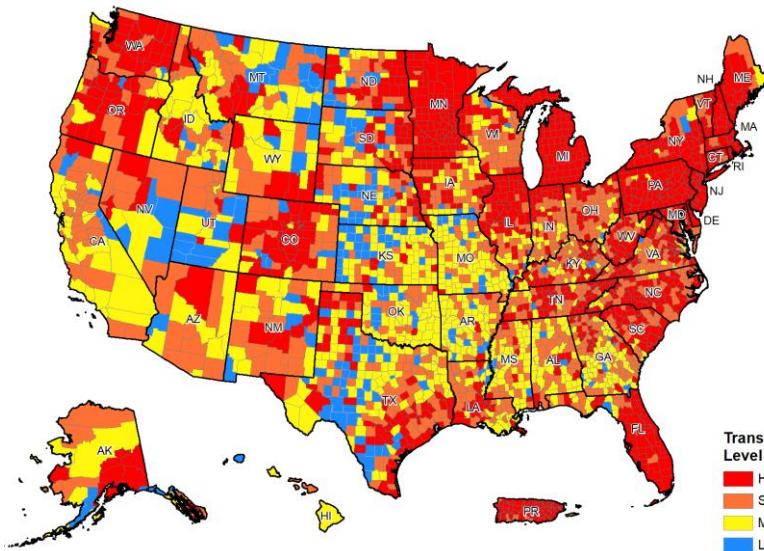 WA
MT
ND
MN
ME
NH
VT
OR
ID
SD
WI
NY
MA
WY
MI
CT
RI
IA
NE
PA
NJ
NV
UT
IL
IN
OH
MD
DE
CA
CO
WV
KS
MO
KY
VA
TN
NC
AZ
NM
OK
AR
SC
MS
AL
GA
TX
LA
FL
AK
HI
PR
Trans
Level
H
S
M
L